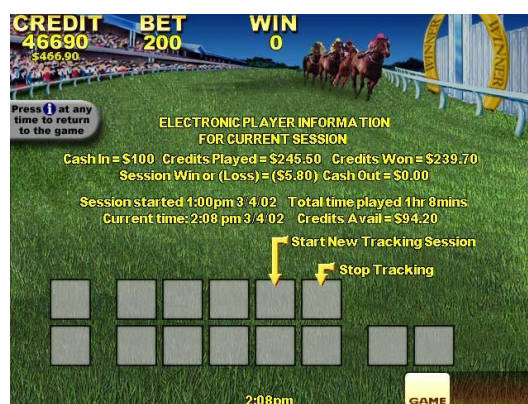 CREDIT BET WIN
46690 200 0
$466.90
WINNER
WINNER
Press i at any
time to return
to the game
ELECTRONIC PLAYER INFORMATION
FOR CURRENT SESSION
Cash In = $100 Credits Played = $245.50 Credits Won = $239.70
Session Win or (Loss) = ($5.80) Cash Out = $0.00
Session started 1:00pm 3/4/02 Total time played 1hr 8mins
Current time: 2:08 pm 3/4/02 Credits Avail = $94.20
Start New Tracking Session
Stop Tracking
2:08pm
GAME